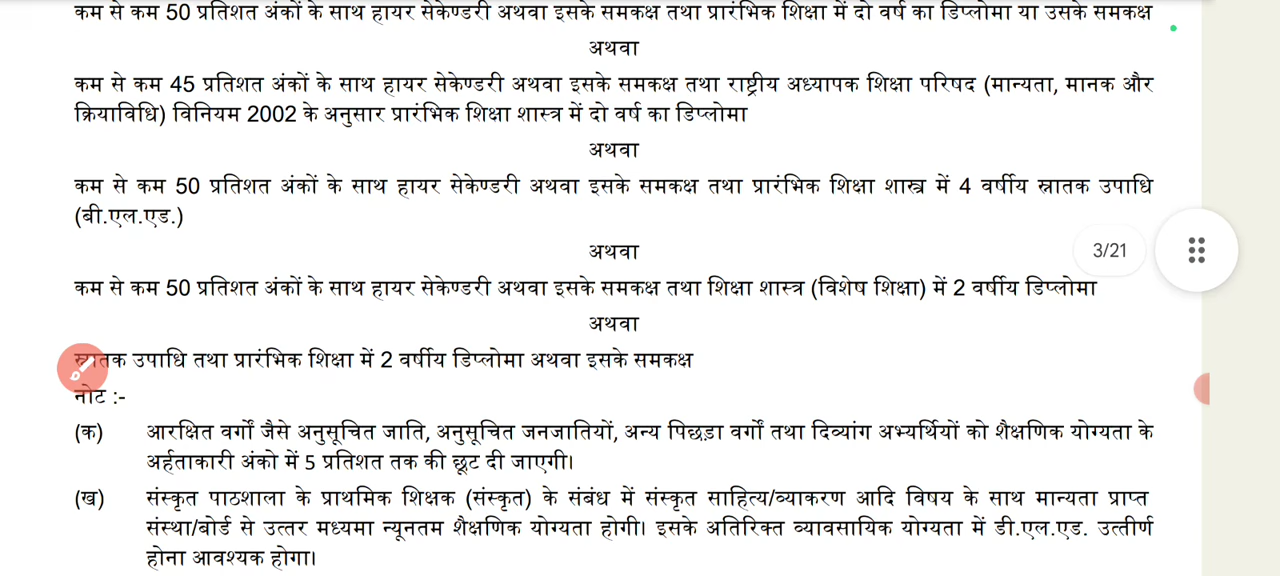 कम से कम 50 प्रतिशत अंकों के साथ हायर सेकेण्डरी अथवा इसके समकक्ष तथा प्रारंभिक शिक्षा में दो वर्ष का डिप्लोमा या उसके समकक्ष
अथवा
कम से कम 45 प्रतिशत अंकों के साथ हायर सेकेण्डरी अथवा इसके समकक्ष तथा राष्ट्रीय अध्यापक शिक्षा परिषद (मान्यता, मानक और
क्रियाविधि) विनियम 2002 के अनुसार प्रारंभिक शिक्षा शास्त्र में दो वर्ष का डिप्लोमा
अथवा
कम से कम 50 प्रतिशत अंकों के साथ हायर सेकेण्डरी अथवा इसके समकक्ष तथा प्रारंभिक शिक्षा शास्त्र में 4 वर्षीय स्नातक उपाधि
(बी.एल.एड.)
अथवा
3/21
कम से कम 50 प्रतिशत अंकों के साथ हायर सेकेण्डरी अथवा इसके समकक्ष तथा शिक्षा शास्त्र (विशेष शिक्षा) में 2 वर्षीय डिप्लोमा
अथवा
स्नातक उपाधि तथा प्रारंभिक शिक्षा में 2 वर्षीय डिप्लोमा अथवा इसके समकक्ष
नोट :-
(क) आरक्षित वर्गों जैसे अनुसूचित जाति, अनुसूचित जनजातियों, अन्य पिछड़ा वर्गों तथा दिव्यांग अभ्यर्थियों को शैक्षणिक योग्यता के
अर्हताकारी अंको में 5 प्रतिशत तक की छूट दी जाएगी।
(ख) संस्कृत पाठशाला के प्राथमिक शिक्षक (संस्कृत) के संबंध में संस्कृत साहित्य/व्याकरण आदि विषय के साथ मान्यता प्राप्त
संस्था/बोर्ड से उत्तर मध्यमा न्यूनतम शैक्षणिक योग्यता होगी। इसके अतिरिक्त व्यावसायिक योग्यता में डी.एल.एड. उत्तीर्ण
होना आवश्यक होगा।